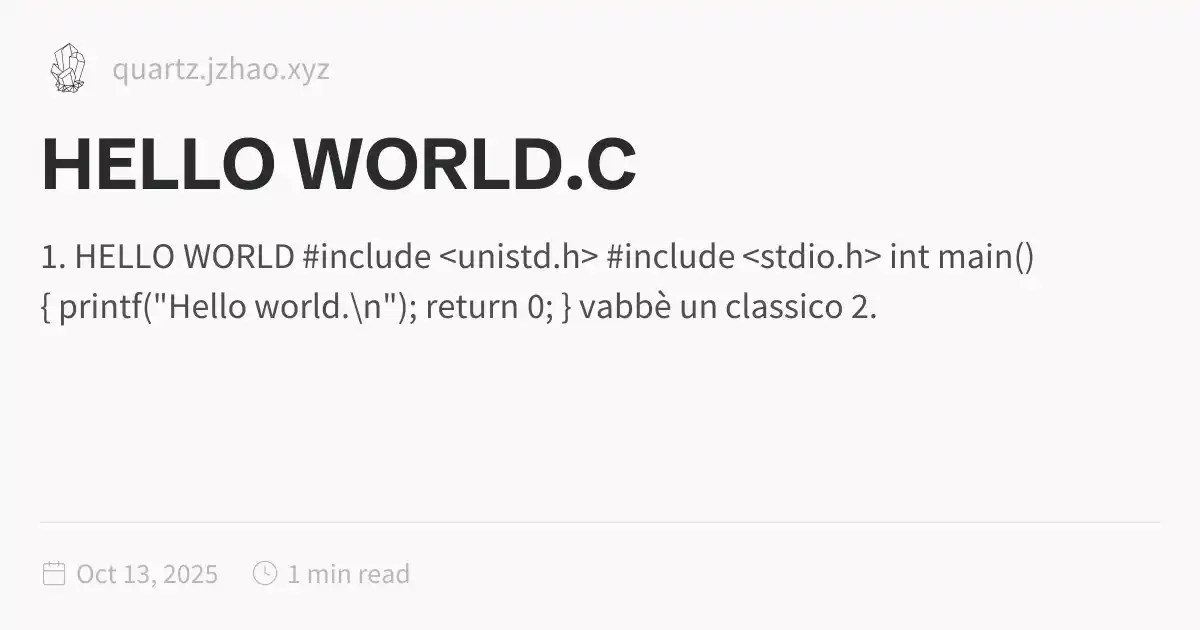 quartz.jzhao.xyz
HELLO WORLD.C
1. HELLO WORLD #include <unistd.h> #include <stdio.h> int main()
{ printf("Hello world.\n"); return 0; } vabbè un classico 2.
Oct 13, 2025 1 min read